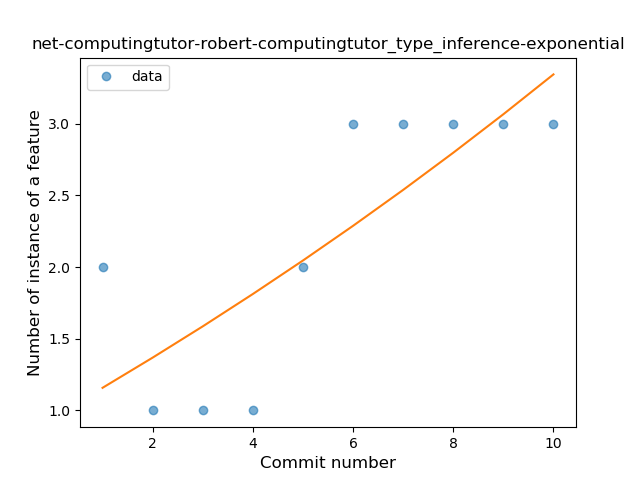 net-computingtutor-robert-computingtutor_type_inference-exponential
data
Number of instance of a feature
3.0
2.5
2.0
1.5
1.0
2 4 6 8 10
Commit number